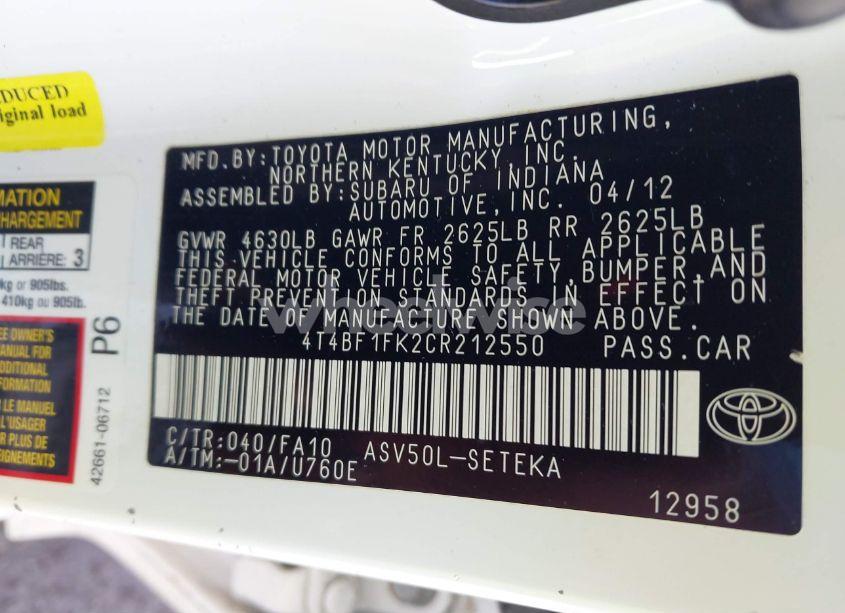 DUCED
iginal load
MATION
HARGEMENT
REAR
ARRIÈRE: 3
kg or 905lbs.
410kg ou 905lb.
EE OWNER'S
MANUAL FOR
ADDITIONAL
FORMATION
LE MANUEL
L'USAGER
R PLUS DE
EIGNEMENTS
P6
42661-06712
MFD.BY:TOYOTA MOTOR MANUFACTURING,
NORTHERN KENTUCKY, INC.
ASSEMBLED BY:SUBARU OF INDIANA
AUTOMOTIVE,INC. 04/12
GVWR 4630LB GAWR FR 2625LB RR 2625LB
THIS VEHICLE CONFORMS TO ALL APPLICABLE
FEDERAL MOTOR VEHICLE SAFETY,BUMPER,AND
THEFT PREVENTION STANDARDS IN EFFECT ON
THE DATE OF MANUFACTURE SHOWN ABOVE.
4T4BF1FK2CR212550 PASS.CAR
C/TR:040/FA10 ASV50L-SETEKA
A/TM:-01A/U760E
12958
wheelwise